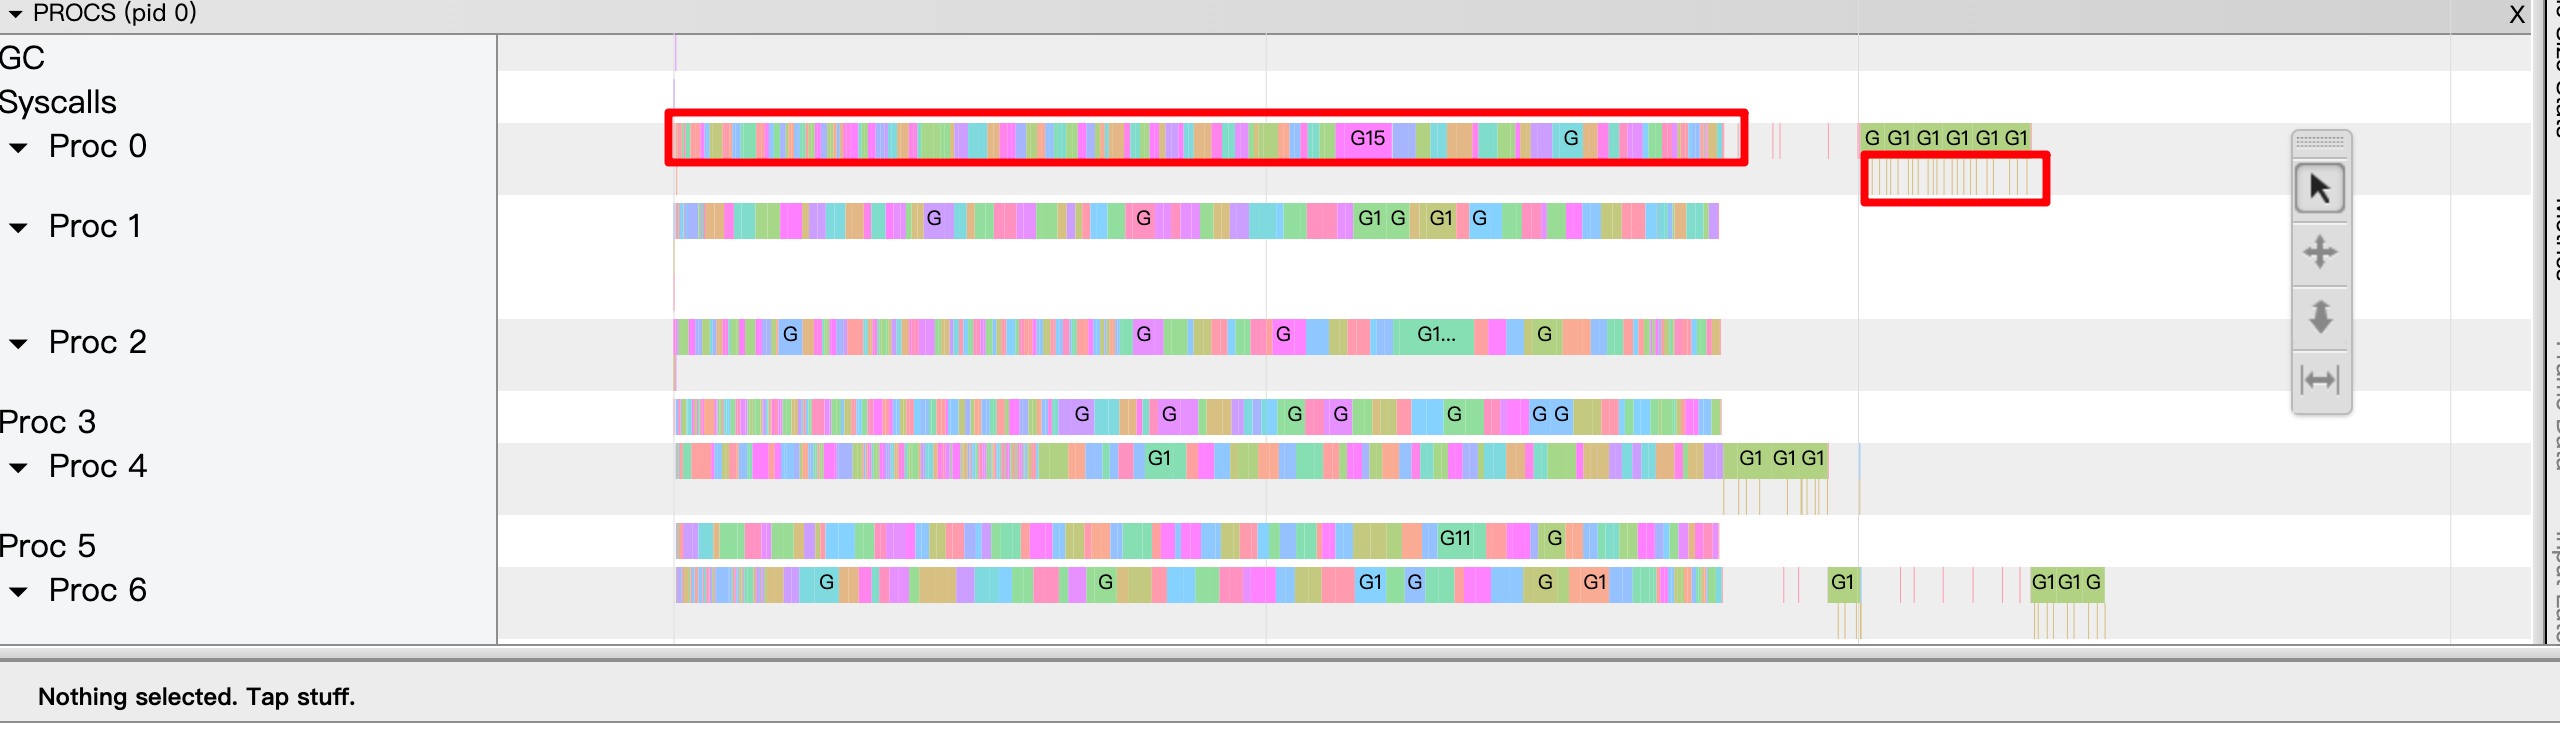 PROCS (pid 0) X
GC
Syscalls
Proc 0 G15 G G G1 G1 G1 G1 G1
Proc 1 G G G1 G G1 G
Proc 2 G G G G1... G
Proc 3 G G G G G G G
Proc 4 G1 G1 G1 G1
Proc 5 G11 G
Proc 6 G G G1 G G G1 G1 G1 G1 G
Nothing selected. Tap stuff.